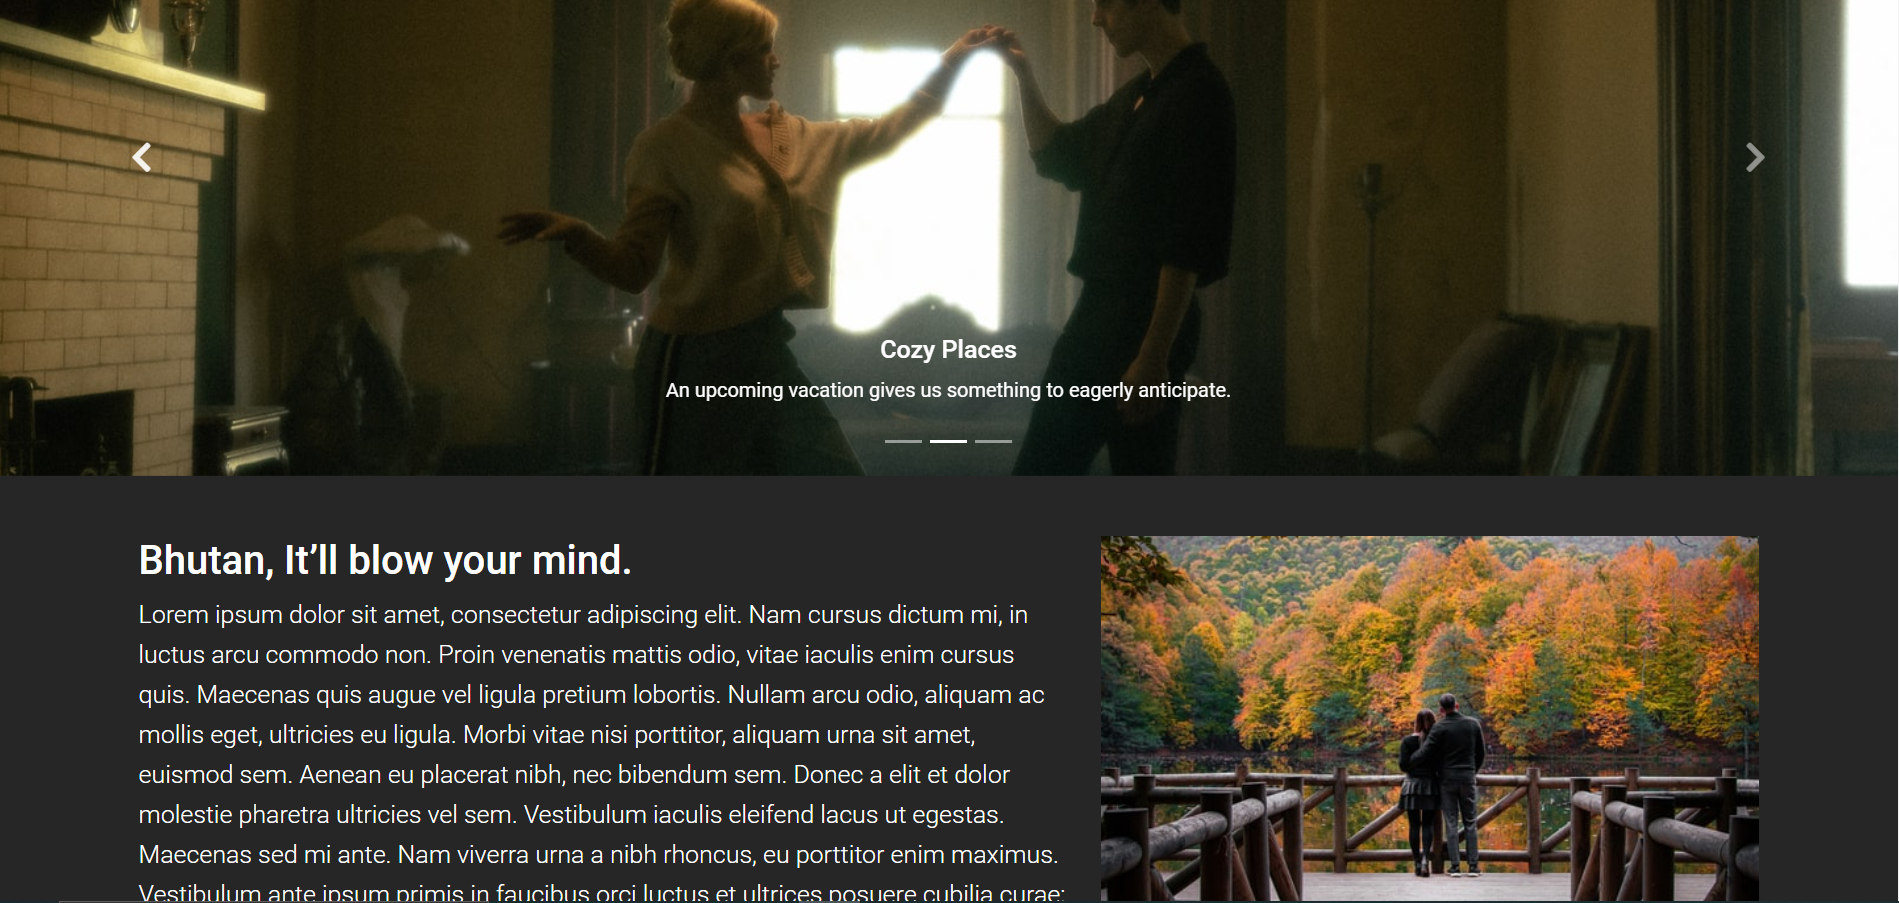 Cozy Places
An upcoming vacation gives us something to eagerly anticipate.
Bhutan, It’ll blow your mind.
Lorem ipsum dolor sit amet, consectetur adipiscing elit. Nam cursus dictum mi, in
luctus arcu commodo non. Proin venenatis mattis odio, vitae iaculis enim cursus
quis. Maecenas quis augue vel ligula pretium lobortis. Nullam arcu odio, aliquam ac
mollis eget, ultricies eu ligula. Morbi vitae nisi porttitor, aliquam urna sit amet,
euismod sem. Aenean eu placerat nibh, nec bibendum sem. Donec a elit et dolor
molestie pharetra ultricies vel sem. Vestibulum iaculis eleifend lacus ut egestas.
Maecenas sed mi ante. Nam viverra urna a nibh rhoncus, eu porttitor enim maximus.
Vestibulum ante ipsum primis in faucibus orci luctus et ultrices posuere cubilia curae;